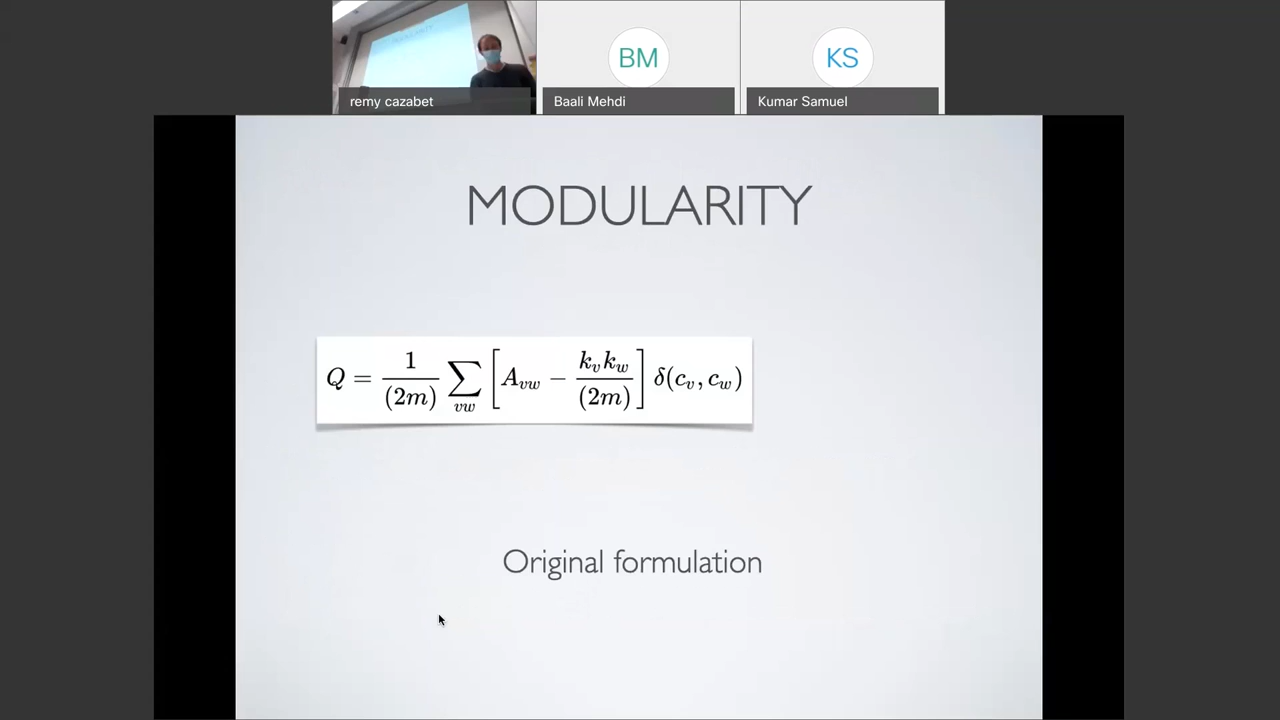 MODULARITY
BM
KS
remy cazabet
Baali Mehdi
Kumar Samuel
MODULARITY
Q = \frac{1}{(2m)} \sum_{vw} \left[ A_{vw} - \frac{k_v k_w}{(2m)} \right] \delta(c_v, c_w)
Original formulation